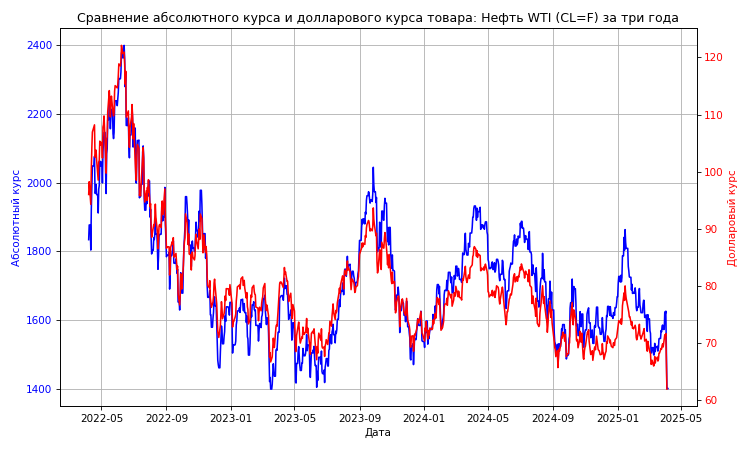 Сравнение абсолютного курса и долларового курса товара: Нефть WTI (CL=F) за три года
Абсолютный курс
2400
2200
2000
1800
1600
1400
120
110
100
90
80
70
60
Долларовый курс
2022-05 2022-09 2023-01 2023-05 2023-09 2024-01 2024-05 2024-09 2025-01 2025-05
Дата